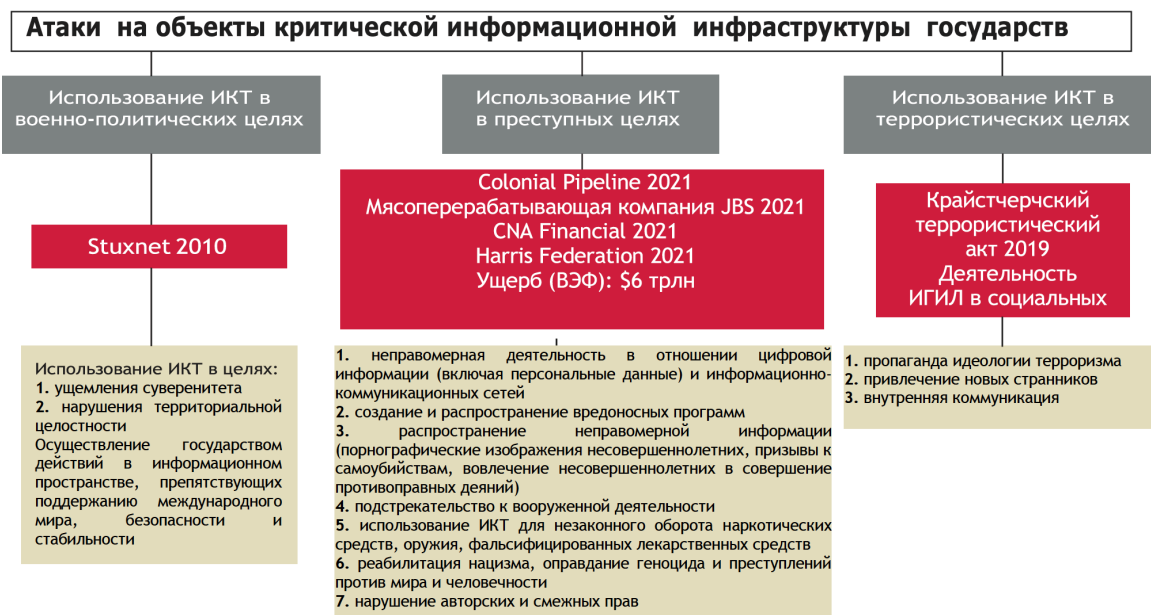 Атаки на объекты критической информационной инфраструктуры государств
Использование ИКТ в
военно-политических целях
Stuxnet 2010
Использование ИКТ в целях:
1. ущемления суверенитета
2. нарушения территориальной
целостности
Осуществление государством
действий в информационном
пространстве, препятствующих
поддержанию международного
мира, безопасности и
стабильности
Использование ИКТ
в преступных целях
Colonial Pipeline 2021
Мясоперерабатывающая компания JBS 2021
CNA Financial 2021
Harris Federation 2021
Ущерб (ВЭФ): $6 трлн
1. неправомерная деятельность в отношении цифровой
информации (включая персональные данные) и информационно-
коммуникационных сетей
2. создание и распространение вредоносных программ
3. распространение неправомерной информации
(порнографические изображения несовершеннолетних, призывы к
самоубийствам, вовлечение несовершеннолетних в совершение
противоправных деяний)
4. подстрекательство к вооруженной деятельности
5. использование ИКТ для незаконного оборота наркотических
средств, оружия, фальсифицированных лекарственных средств
6. реабилитация нацизма, оправдание геноцида и преступлений
против мира и человечности
7. нарушение авторских и смежных прав
Использование ИКТ в
террористических целях
Крайстчерчский
террористический
акт 2019
Деятельность
ИГИЛ в социальных
1. пропаганда идеологии терроризма
2. привлечение новых странников
3. внутренняя коммуникация